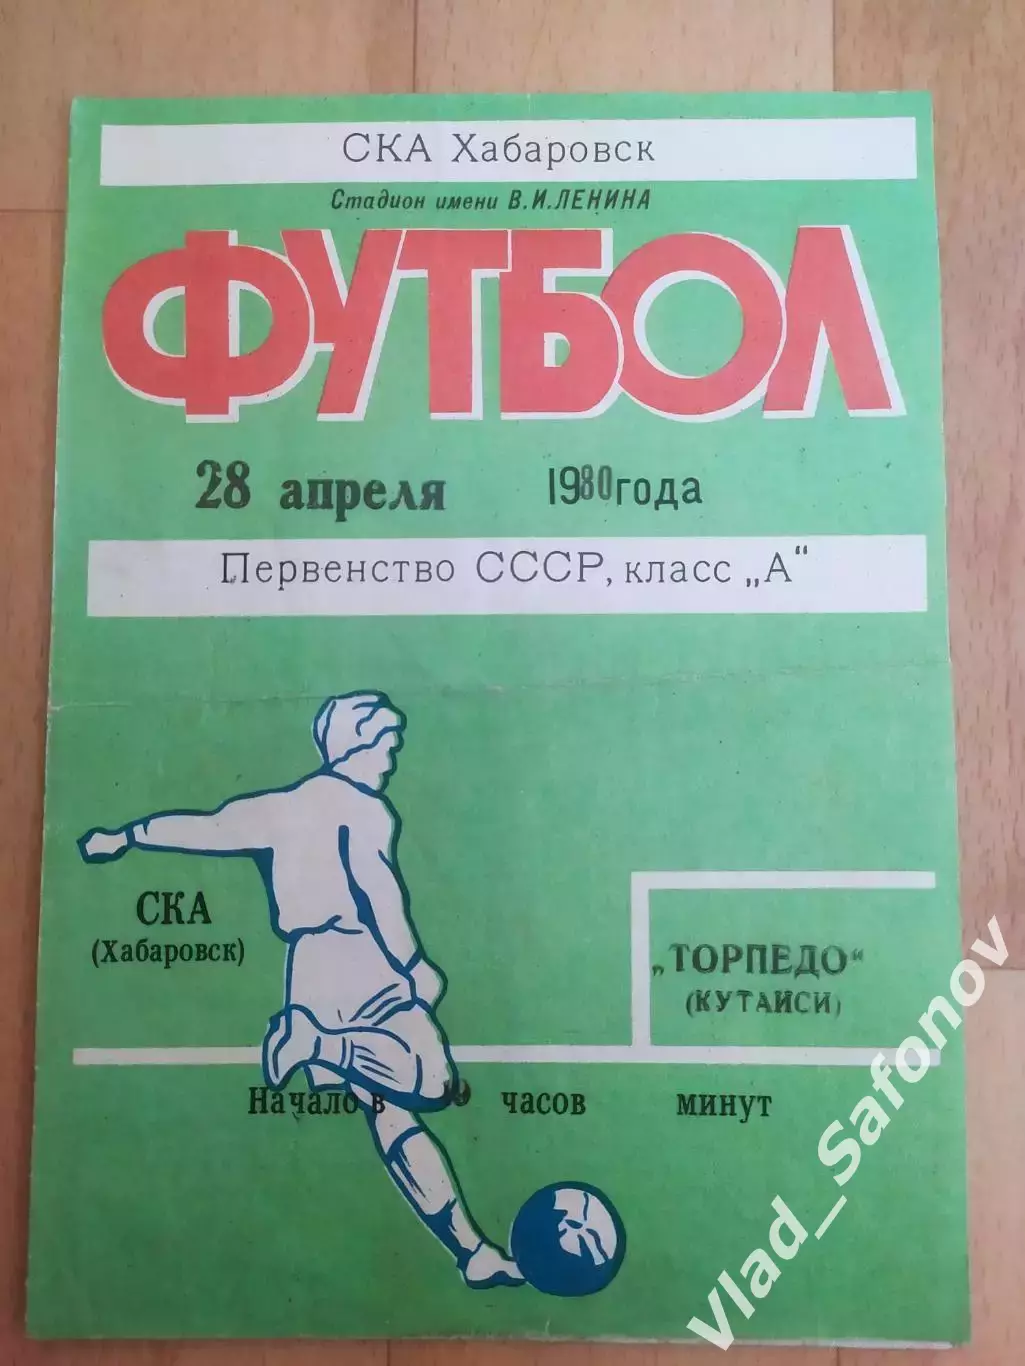 СКА Хабаровск
Стадион имени В.И.ЛЕНИНА
ФУТБОЛ
28 апреля 1980 года
Первенство СССР, класс „А“
СКА
(Хабаровск)
„ТОРПЕДО“
(КУТАИСИ)
Начало в часов минут
Vlad_Safonov